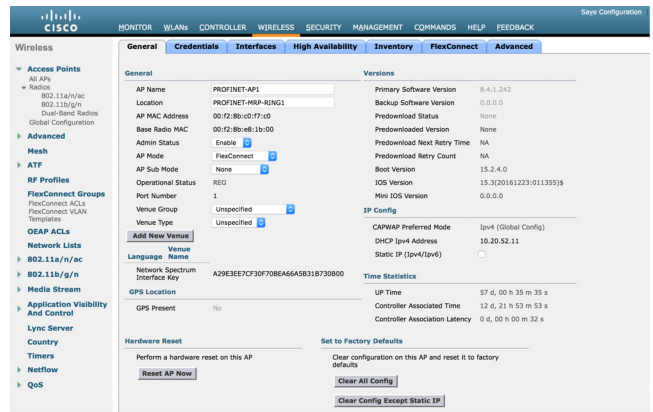 Save Configuration
CISCO
MONITOR WLANs CONTROLLER WIRELESS SECURITY MANAGEMENT COMMANDS HELP FEEDBACK
Wireless
Access Points
All APs
Radios
802.11a/n/ac
802.11b/g/n
Dual-Band Radios
Global Configuration
Advanced
Mesh
ATF
RF Profiles
FlexConnect Groups
FlexConnect ACLs
FlexConnect VLAN
Templates
OEAP ACLs
Network Lists
802.11a/n/ac
802.11b/g/n
Media Stream
Application Visibility
And Control
Lync Server
Country
Timers
Netflow
QoS
General Credentials Interfaces High Availability Inventory FlexConnect Advanced
General
AP Name PROFINET-AP1
Location PROFINET-MRP-RING1
AP MAC Address 00:f2:8b:c0:f7:c0
Base Radio MAC 00:f2:8b:e8:1b:00
Admin Status Enable
AP Mode FlexConnect
AP Sub Mode None
Operational Status REG
Port Number 1
Venue Group Unspecified
Venue Type Unspecified
Add New Venue
Venue
Language Name
Network Spectrum
Interface Key A29E3EE7CF30F70BEA66A5B31B730B00
GPS Location
GPS Present No
Versions
Primary Software Version 8.4.1.242
Backup Software Version 0.0.0.0
Predownload Status None
Predownloaded Version None
Predownload Next Retry Time NA
Predownload Retry Count NA
Boot Version 15.2.4.0
IOS Version 15.3(20161223:011355)$
Mini IOS Version 0.0.0.0
IP Config
CAPWAP Preferred Mode Ipv4 (Global Config)
DHCP Ipv4 Address 10.20.52.11
Static IP (Ipv4/Ipv6)
Time Statistics
UP Time 57 d, 00 h 35 m 35 s
Controller Associated Time 12 d, 21 h 53 m 53 s
Controller Association Latency 0 d, 00 h 00 m 32 s
Hardware Reset
Perform a hardware reset on this AP
Reset AP Now
Set to Factory Defaults
Clear configuration on this AP and reset it to factory
defaults
Clear All Config
Clear Config Except Static IP